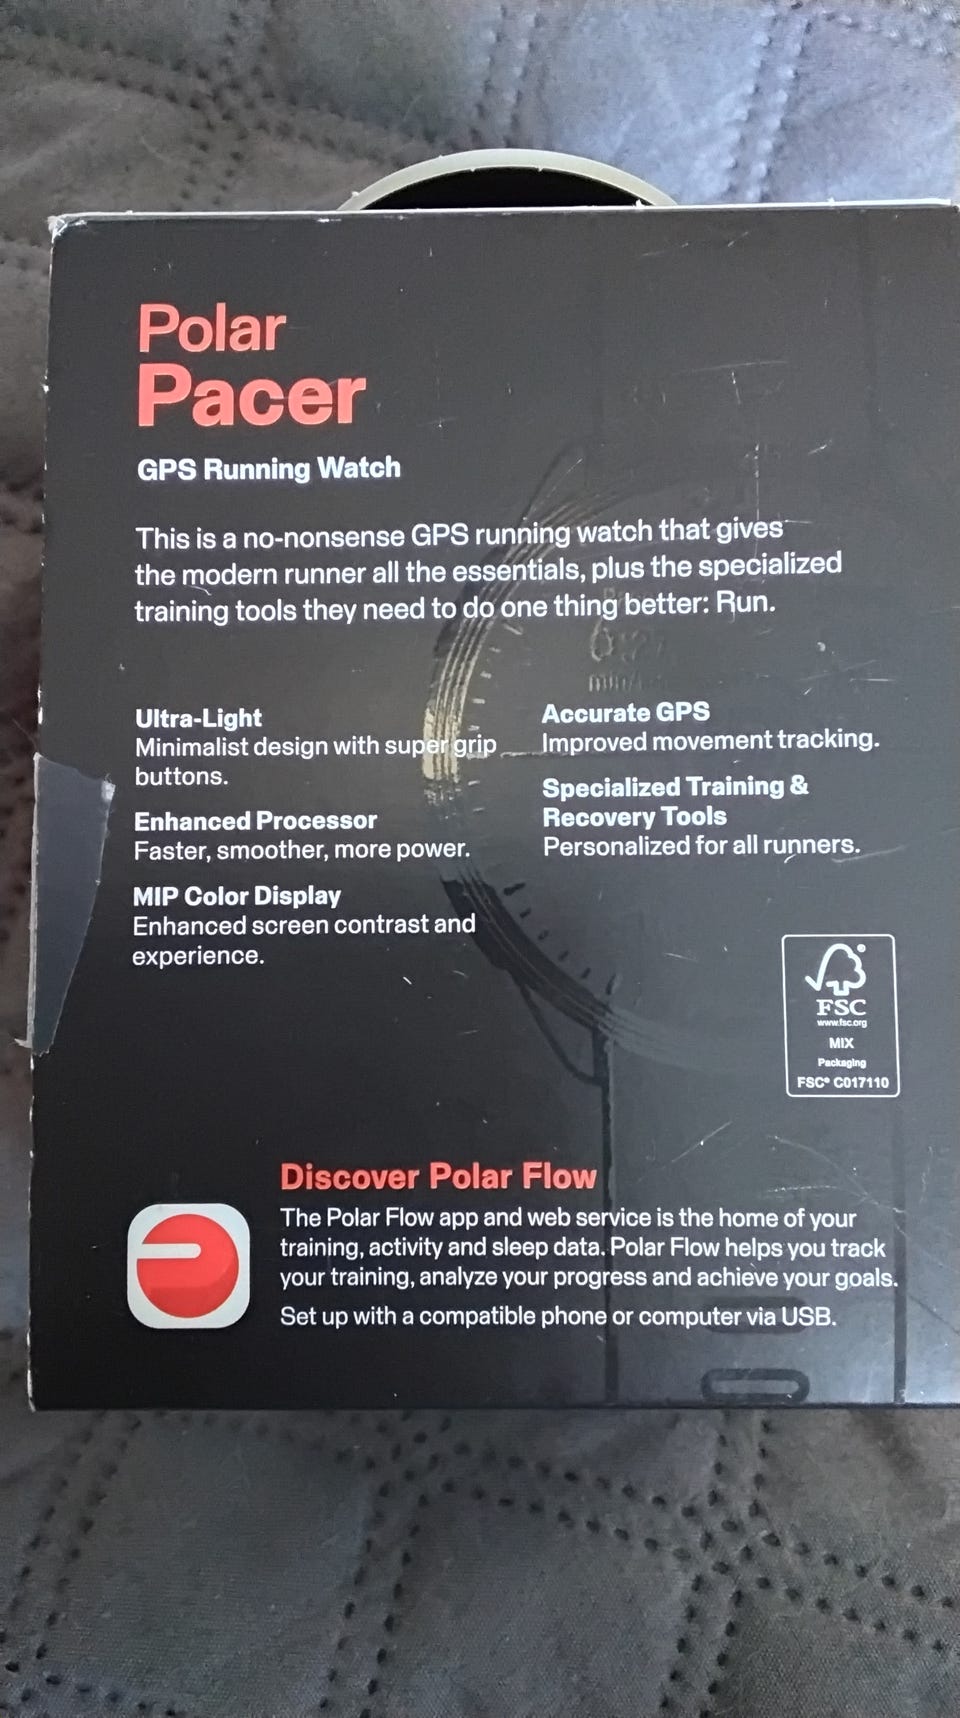 Polar
Pacer
GPS Running Watch
This is a no-nonsense GPS running watch that gives
the modern runner all the essentials, plus the specialized
training tools they need to do one thing better: Run.
Ultra-Light
Minimalist design with super grip
buttons.
Enhanced Processor
Faster, smoother, more power.
MIP Color Display
Enhanced screen contrast and
experience.
Accurate GPS
Improved movement tracking.
Specialized Training &
Recovery Tools
Personalized for all runners.
FSC
www.fsc.org
MIX
Packaging
FSC® C017110
Discover Polar Flow
The Polar Flow app and web service is the home of your
training, activity and sleep data. Polar Flow helps you track
your training, analyze your progress and achieve your goals.
Set up with a compatible phone or computer via USB.